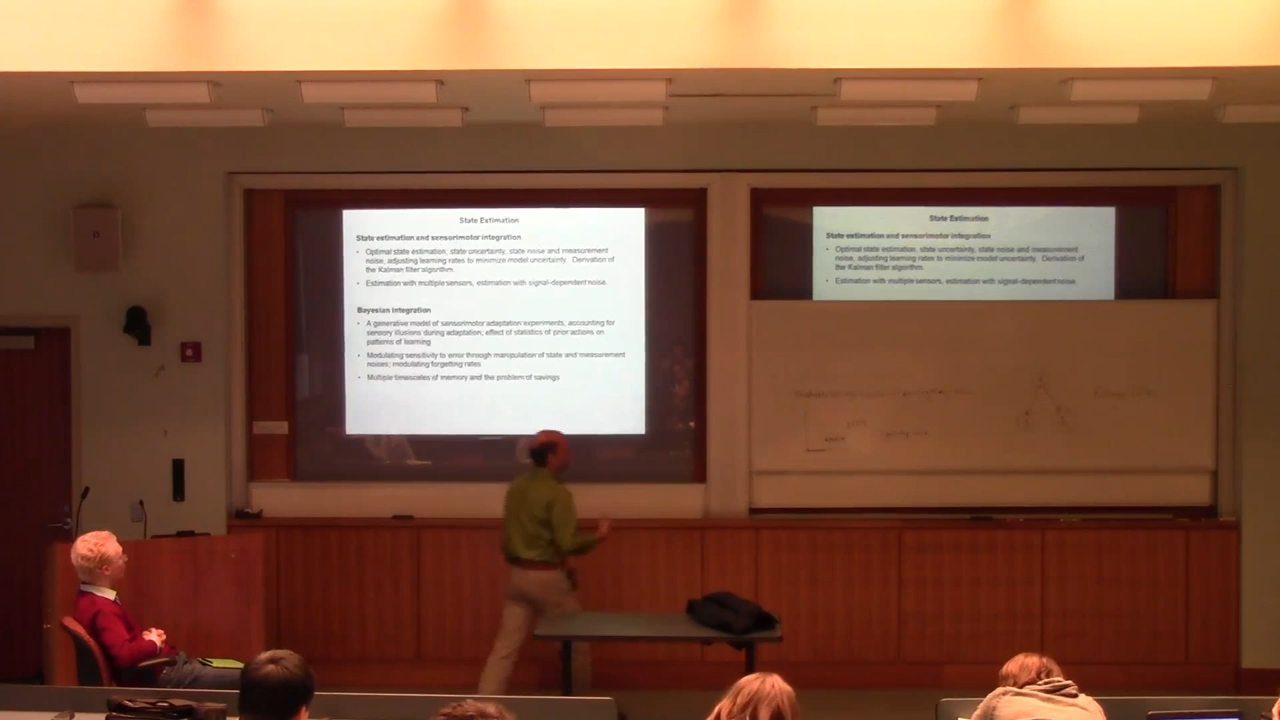 State Estimation
State estimation and sensorimotor integration
• Optimal state estimation, state uncertainty, state noise and measurement
noise, adjusting learning rates to minimize model uncertainty. Derivation of
the Kalman filter algorithm.
• Estimation with multiple sensors, estimation with signal-dependent noise.
Bayesian integration
• A generative model of sensorimotor adaptation experiments, accounting for
sensory illusions during adaptation; effect of statistics of prior actions on
patterns of learning
• Modulating sensitivity to error through manipulation of state and measurement
noises; modulating forgetting rates
• Multiple timescales of memory and the problem of savings
State Estimation
State estimation and sensorimotor integration
• Optimal state estimation, state uncertainty, state noise and measurement
noise, adjusting learning rates to minimize model uncertainty. Derivation of
the Kalman filter algorithm.
• Estimation with multiple sensors, estimation with signal-dependent noise.